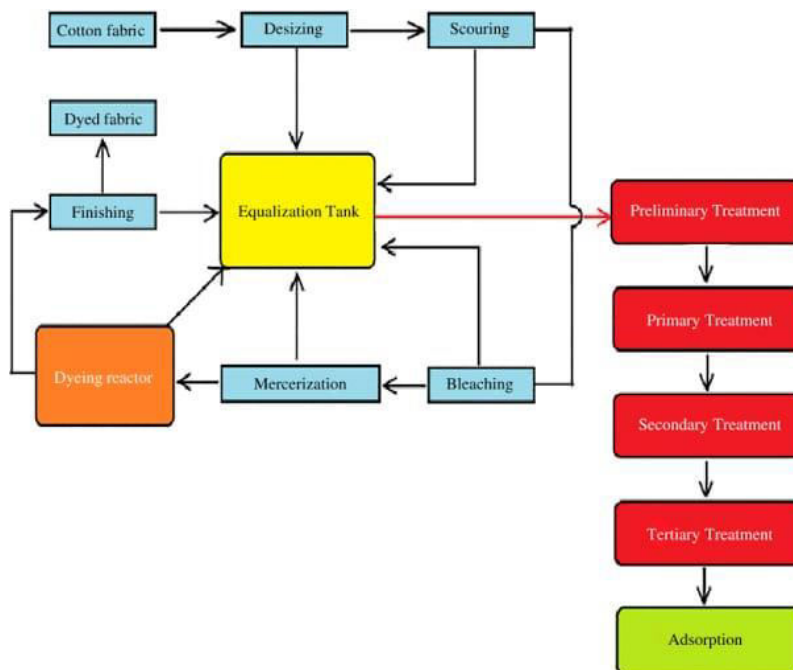 Cotton fabric
Desizing
Scouring
Dyed fabric
Finishing
Equalization Tank
Preliminary Treatment
Primary Treatment
Dyeing reactor
Mercerization
Bleaching
Secondary Treatment
Tertiary Treatment
Adsorption